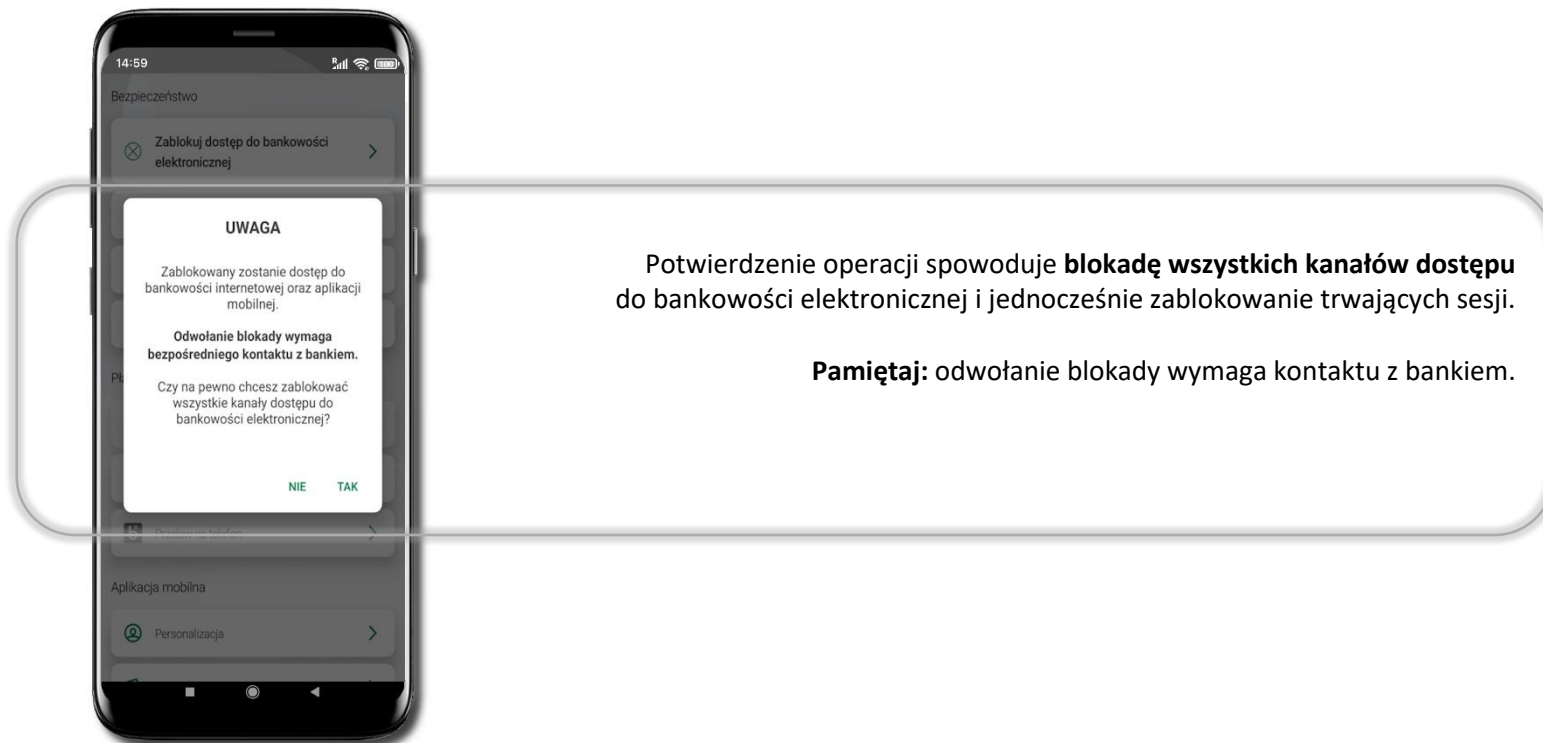 14:59
Bezpieczeństwo
Zablokuj dostęp do bankowości
elektronicznej
UWAGA
Zablokowany zostanie dostęp do
bankowości internetowej oraz aplikacji
mobilnej.
Odwołanie blokady wymaga
bezpośredniego kontaktu z bankiem.
Czy na pewno chcesz zablokować
wszystkie kanały dostępu do
bankowości elektronicznej?
NIE TAK
Przelew na telefon
Aplikacja mobilna
Personalizacja
Potwierdzenie operacji spowoduje blokadę wszystkich kanałów dostępu
do bankowości elektronicznej i jednocześnie zablokowanie trwających sesji.
Pamiętaj: odwołanie blokady wymaga kontaktu z bankiem.